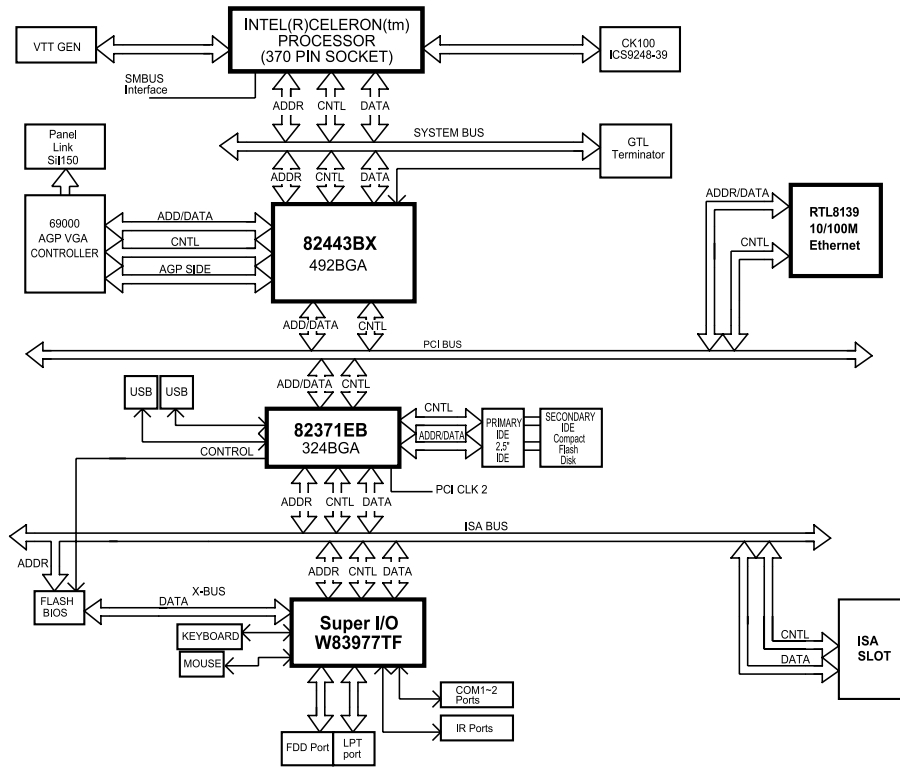 INTEL(R)CELERON(tm)
PROCESSOR
(370 PIN SOCKET)
VTT GEN
CK100
ICS9248-39
SMBUS
Interface
ADDR
CNTL
DATA
SYSTEM BUS
GTL
Terminator
Panel
Link
Sil150
ADDR
CNTL
DATA
69000
AGP VGA
CONTROLLER
ADD/DATA
CNTL
AGP SIDE
82443BX
492BGA
ADDR/DATA
CNTL
RTL8139
10/100M
Ethernet
ADD/DATA
CNTL
PCI BUS
ADD/DATA
CNTL
USB
USB
82371EB
324BGA
CONTROL
CNTL
ADDR/DATA
PRIMARY
IDE
2.5"
IDE
SECONDARY
IDE
Compact
Flash
Disk
PCI CLK 2
ADDR
CNTL
DATA
ISA BUS
ADDR
ADDR
CNTL
DATA
FLASH
BIOS
X-BUS
DATA
Super I/O
W83977TF
KEYBOARD
MOUSE
CNTL
DATA
ISA
SLOT
COM1~2
Ports
IR Ports
FDD Port
LPT
port